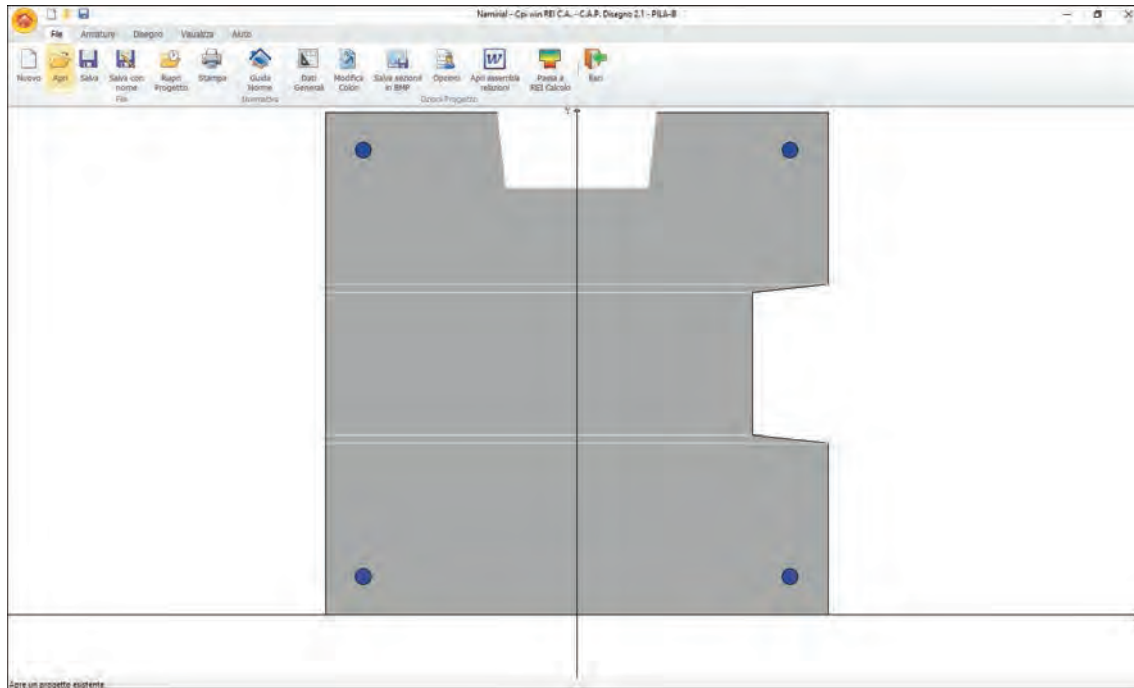 Namirial - Cpi win REI C.A. - C.A.P. Disegno 2.1 - PILA-B
File Armature Disegno Visualizza Aiuto
Nuovo Apri Salva Salva con nome Riapri Progetto Stampa Guida Norme Dati Generali Modifica Colori Salva sezioni in BMP Opzioni Apri assembla relazioni Passa a REI Calcolo Esci
File Normativa Opzioni Progetto
Y
Apre un progetto esistente